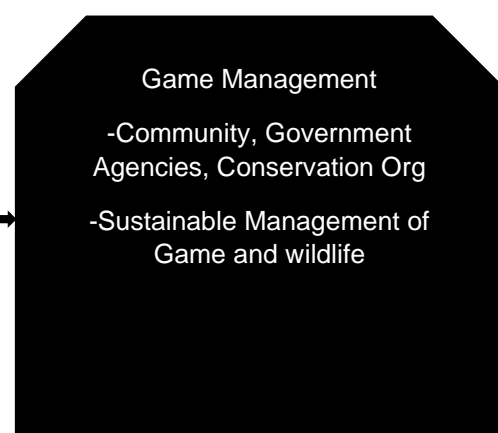 Game Management
-Community, Government
Agencies, Conservation Org
-Sustainable Management of
Game and wildlife